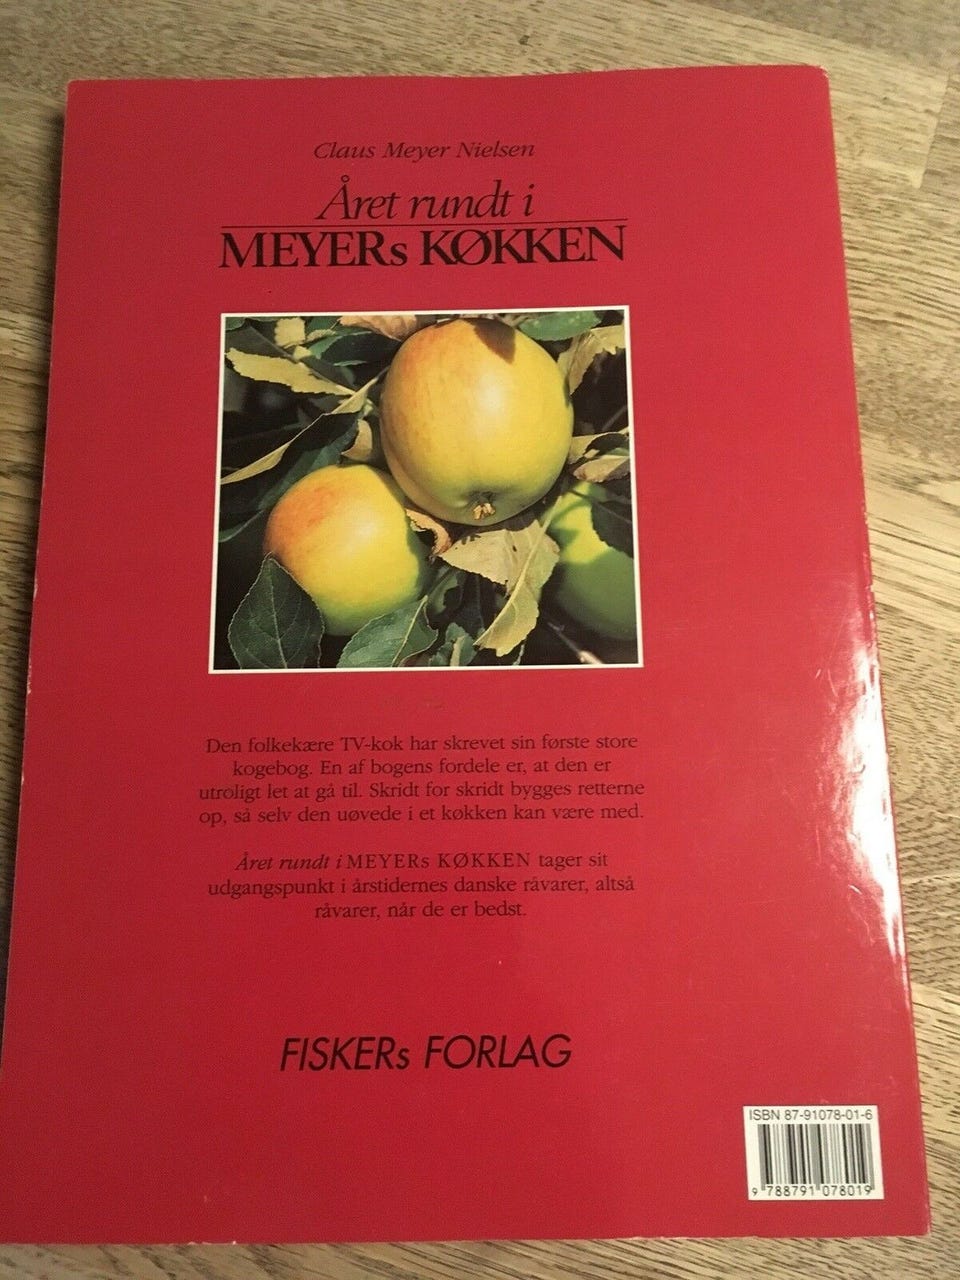 Claus Meyer Nielsen
Året rundt i
MEYERs KØKKEN
Den folkekære TV-kok har skrevet sin første store
kogebog. En af bogens fordele er, at den er
utroligt let at gå til. Skridt for skridt bygges retterne
op, så selv den uøvede i et køkken kan være med.
Året rundt i MEYERs KØKKEN tager sit
udgangspunkt i årstidernes danske råvarer, altså
råvarer, når de er bedst.
FISKERs FORLAG
ISBN 87-91078-01-6
9 788791 078019